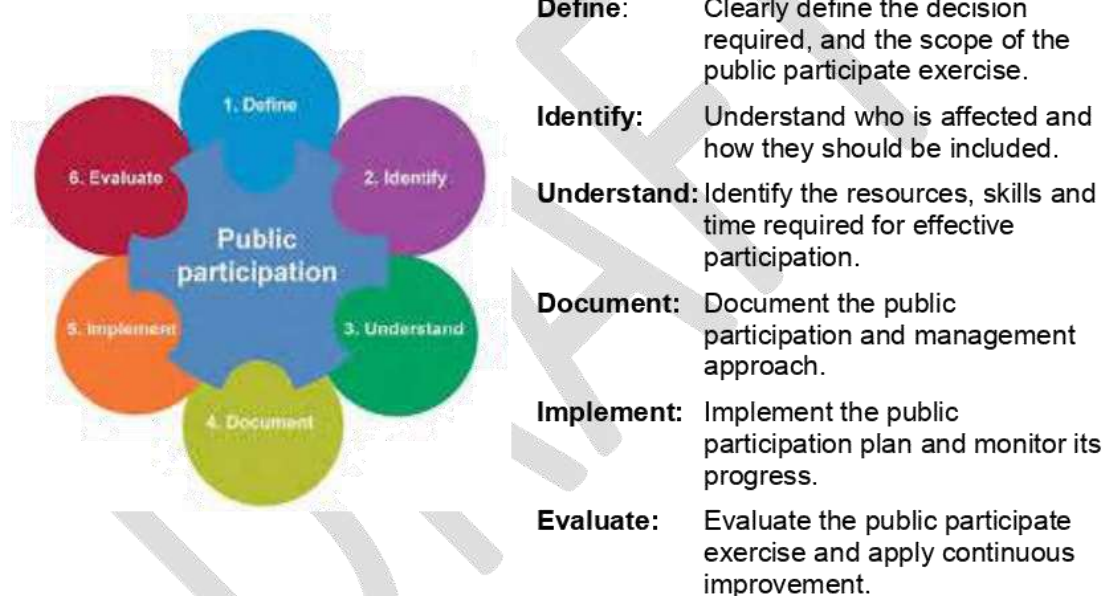 1. Define
2. Identify
3. Understand
4. Document
5. Implement
6. Evaluate
Public
participation
Define: Clearly define the decision
required, and the scope of the
public participate exercise.
Identify: Understand who is affected and
how they should be included.
Understand: Identify the resources, skills and
time required for effective
participation.
Document: Document the public
participation and management
approach.
Implement: Implement the public
participation plan and monitor its
progress.
Evaluate: Evaluate the public participate
exercise and apply continuous
improvement.